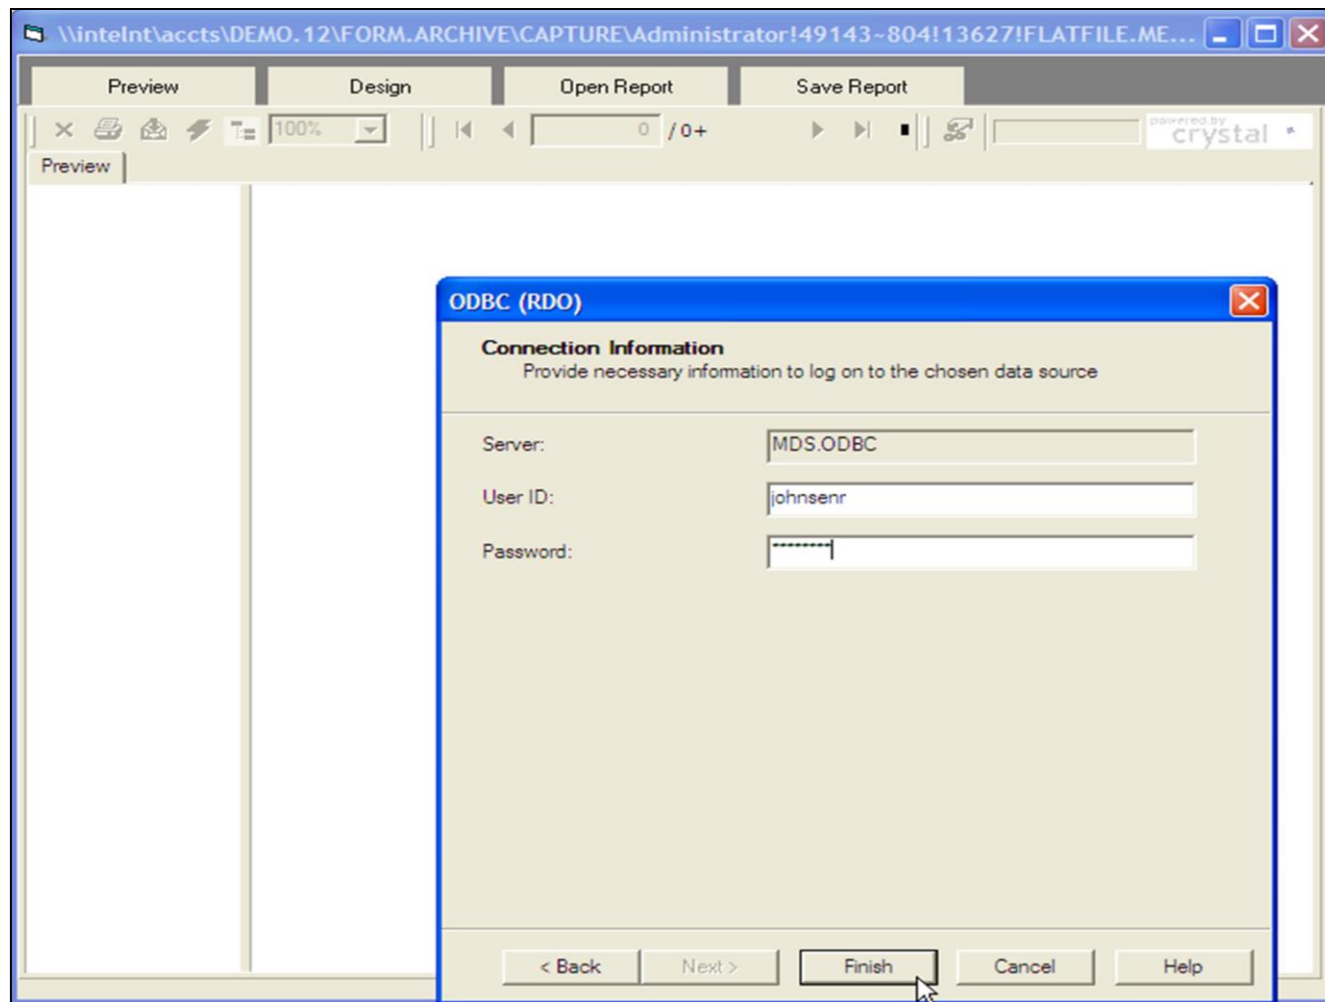 \\intelnt\accts\DEMO.12\FORM.ARCHIVE\CAPTURE\Administrator!49143~804!13627!FLATFILE.ME...
Preview Design Open Report Save Report
100% 0 / 0+ powered by crystal
Preview
ODBC (RDO)
Connection Information
Provide necessary information to log on to the chosen data source
Server: MDS.ODBC
User ID: johnsenr
Password: --------
< Back Next > Finish Cancel Help